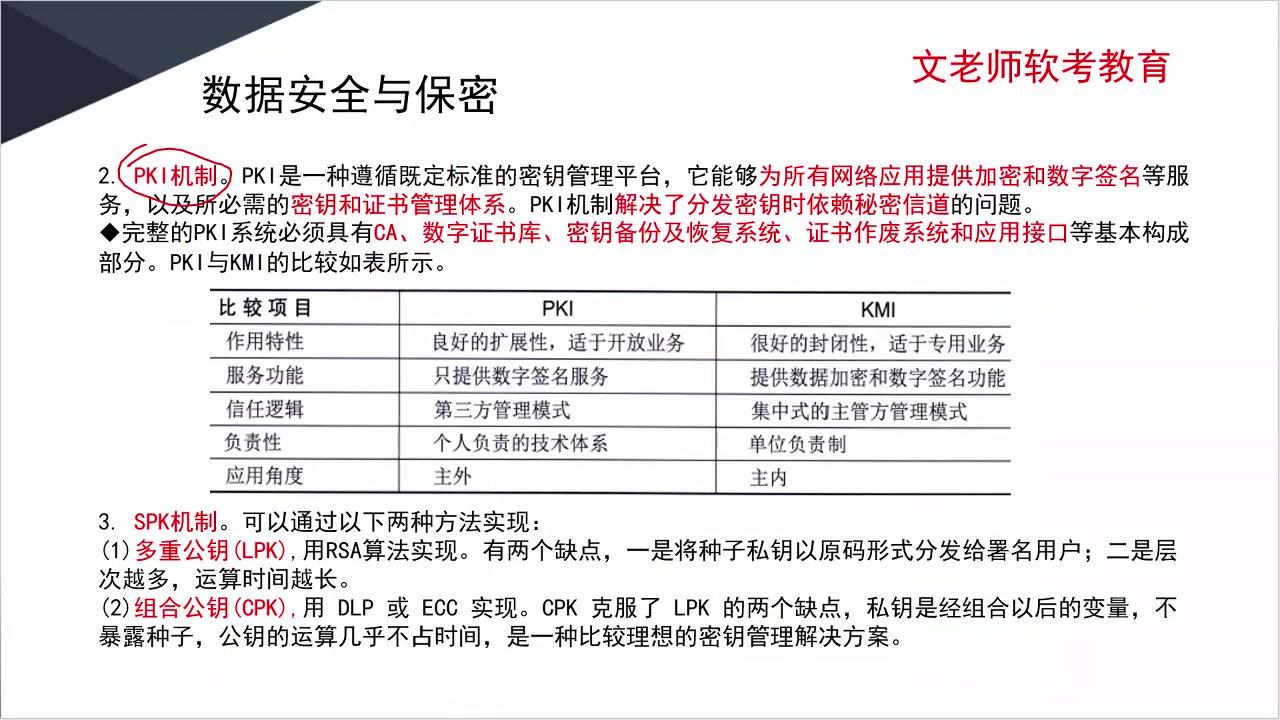 文老师软考教育
数据安全与保密
2. PKI机制。PKI是一种遵循既定标准的密钥管理平台，它能够为所有网络应用提供加密和数字签名等服
务，以及所必需的密钥和证书管理体系。PKI机制解决了分发密钥时依赖秘密信道的问题。
◆完整的PKI系统必须具有CA、数字证书库、密钥备份及恢复系统、证书作废系统和应用接口等基本构成
部分。PKI与KMI的比较如表所示。
比较项目 PKI KMI
作用特性 良好的扩展性，适于开放业务 很好的封闭性，适于专用业务
服务功能 只提供数字签名服务 提供数据加密和数字签名功能
信任逻辑 第三方管理模式 集中式的主管方管理模式
负责性 个人负责的技术体系 单位负责制
应用角度 主外 主内
3. SPK机制。可以通过以下两种方法实现：
(1)多重公钥(LPK),用RSA算法实现。有两个缺点，一是将种子私钥以原码形式分发给署名用户；二是层
次越多，运算时间越长。
(2)组合公钥(CPK),用 DLP 或 ECC 实现。CPK 克服了 LPK 的两个缺点，私钥是经组合以后的变量，不
暴露种子，公钥的运算几乎不占时间，是一种比较理想的密钥管理解决方案。